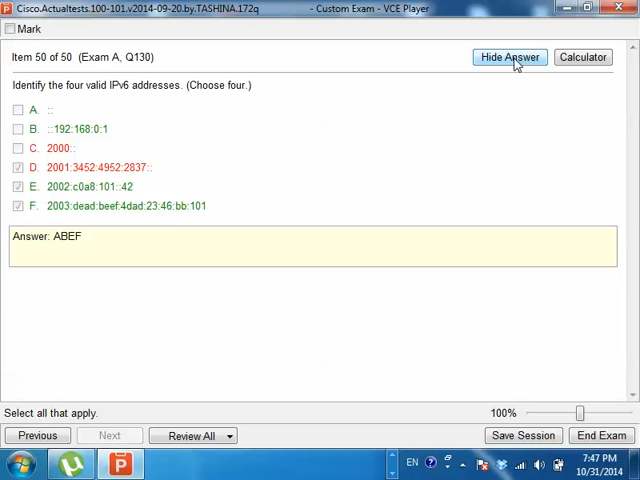 Cisco.Actualtests.100-101.v2014-09-20.by.TASHINA.172q - Custom Exam - VCE Player
Mark
Item 50 of 50 (Exam A, Q130)
Hide Answer
Calculator
Identify the four valid IPv6 addresses. (Choose four.)
A. ::
B. ::192:168:0:1
C. 2000::
D. 2001:3452:4952:2837::
E. 2002:c0a8:101::42
F. 2003:dead:beef:4dad:23:46:bb:101
Answer: ABEF
Select all that apply.
100%
Previous
Next
Review All
Save Session
End Exam
EN
7:47 PM
10/31/2014